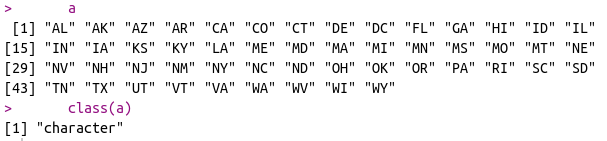 >      a
 [1] "AL" "AK" "AZ" "AR" "CA" "CO" "CT" "DE" "DC" "FL" "GA" "HI" "ID" "IL"
[15] "IN" "IA" "KS" "KY" "LA" "ME" "MD" "MA" "MI" "MN" "MS" "MO" "MT" "NE"
[29] "NV" "NH" "NJ" "NM" "NY" "NC" "ND" "OH" "OK" "OR" "PA" "RI" "SC" "SD"
[43] "TN" "TX" "UT" "VT" "VA" "WA" "WV" "WI" "WY"
>      class(a)
[1] "character"